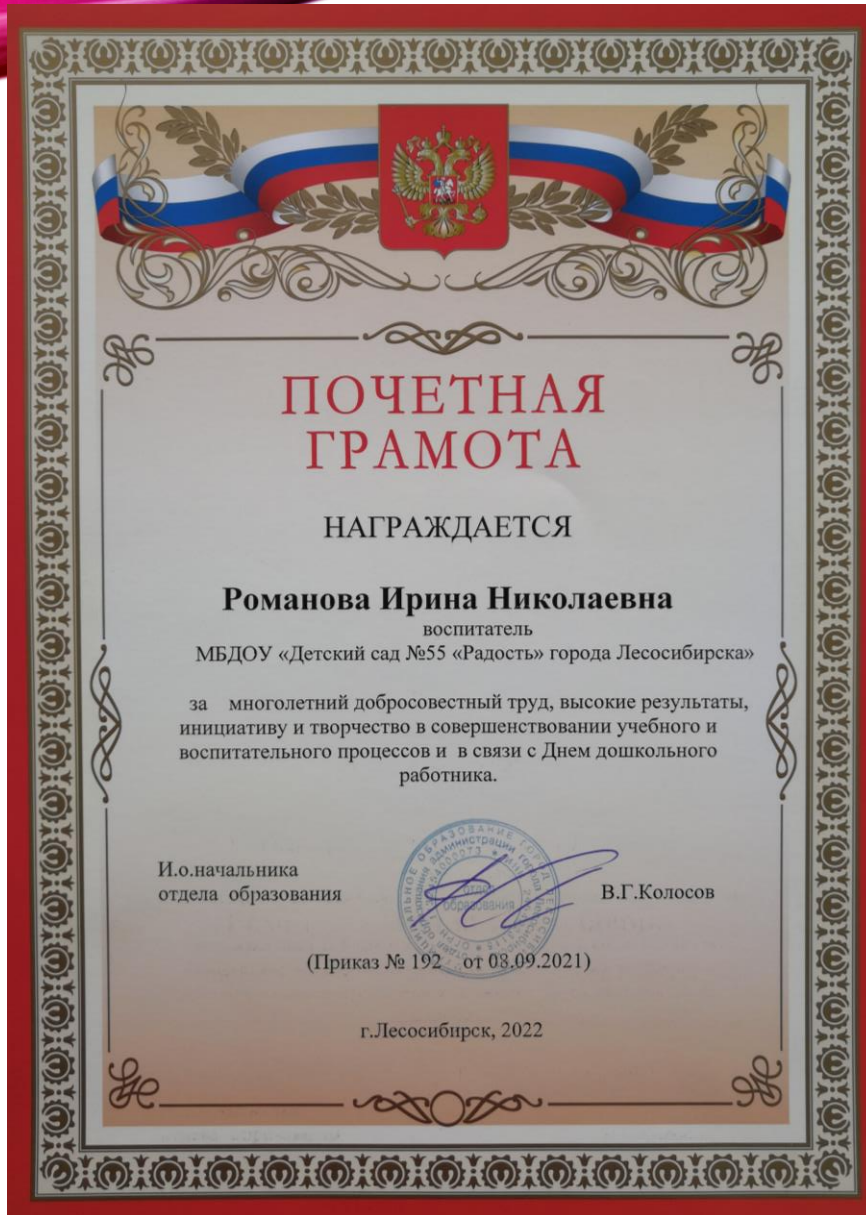 ПОЧЕТНАЯ
ГРАМОТА
НАГРАЖДАЕТСЯ
Романова Ирина Николаевна
воспитатель
МБДОУ «Детский сад №55 «Радость» города Лесосибирска»
за многолетний добросовестный труд, высокие результаты,
инициативу и творчество в совершенствовании учебного и
воспитательного процессов и в связи с Днем дошкольного
работника.
И.о.начальника
отдела образования
В.Г.Колосов
отдел
образования
(Приказ № 192 от 08.09.2021)
г.Лесосибирск, 2022